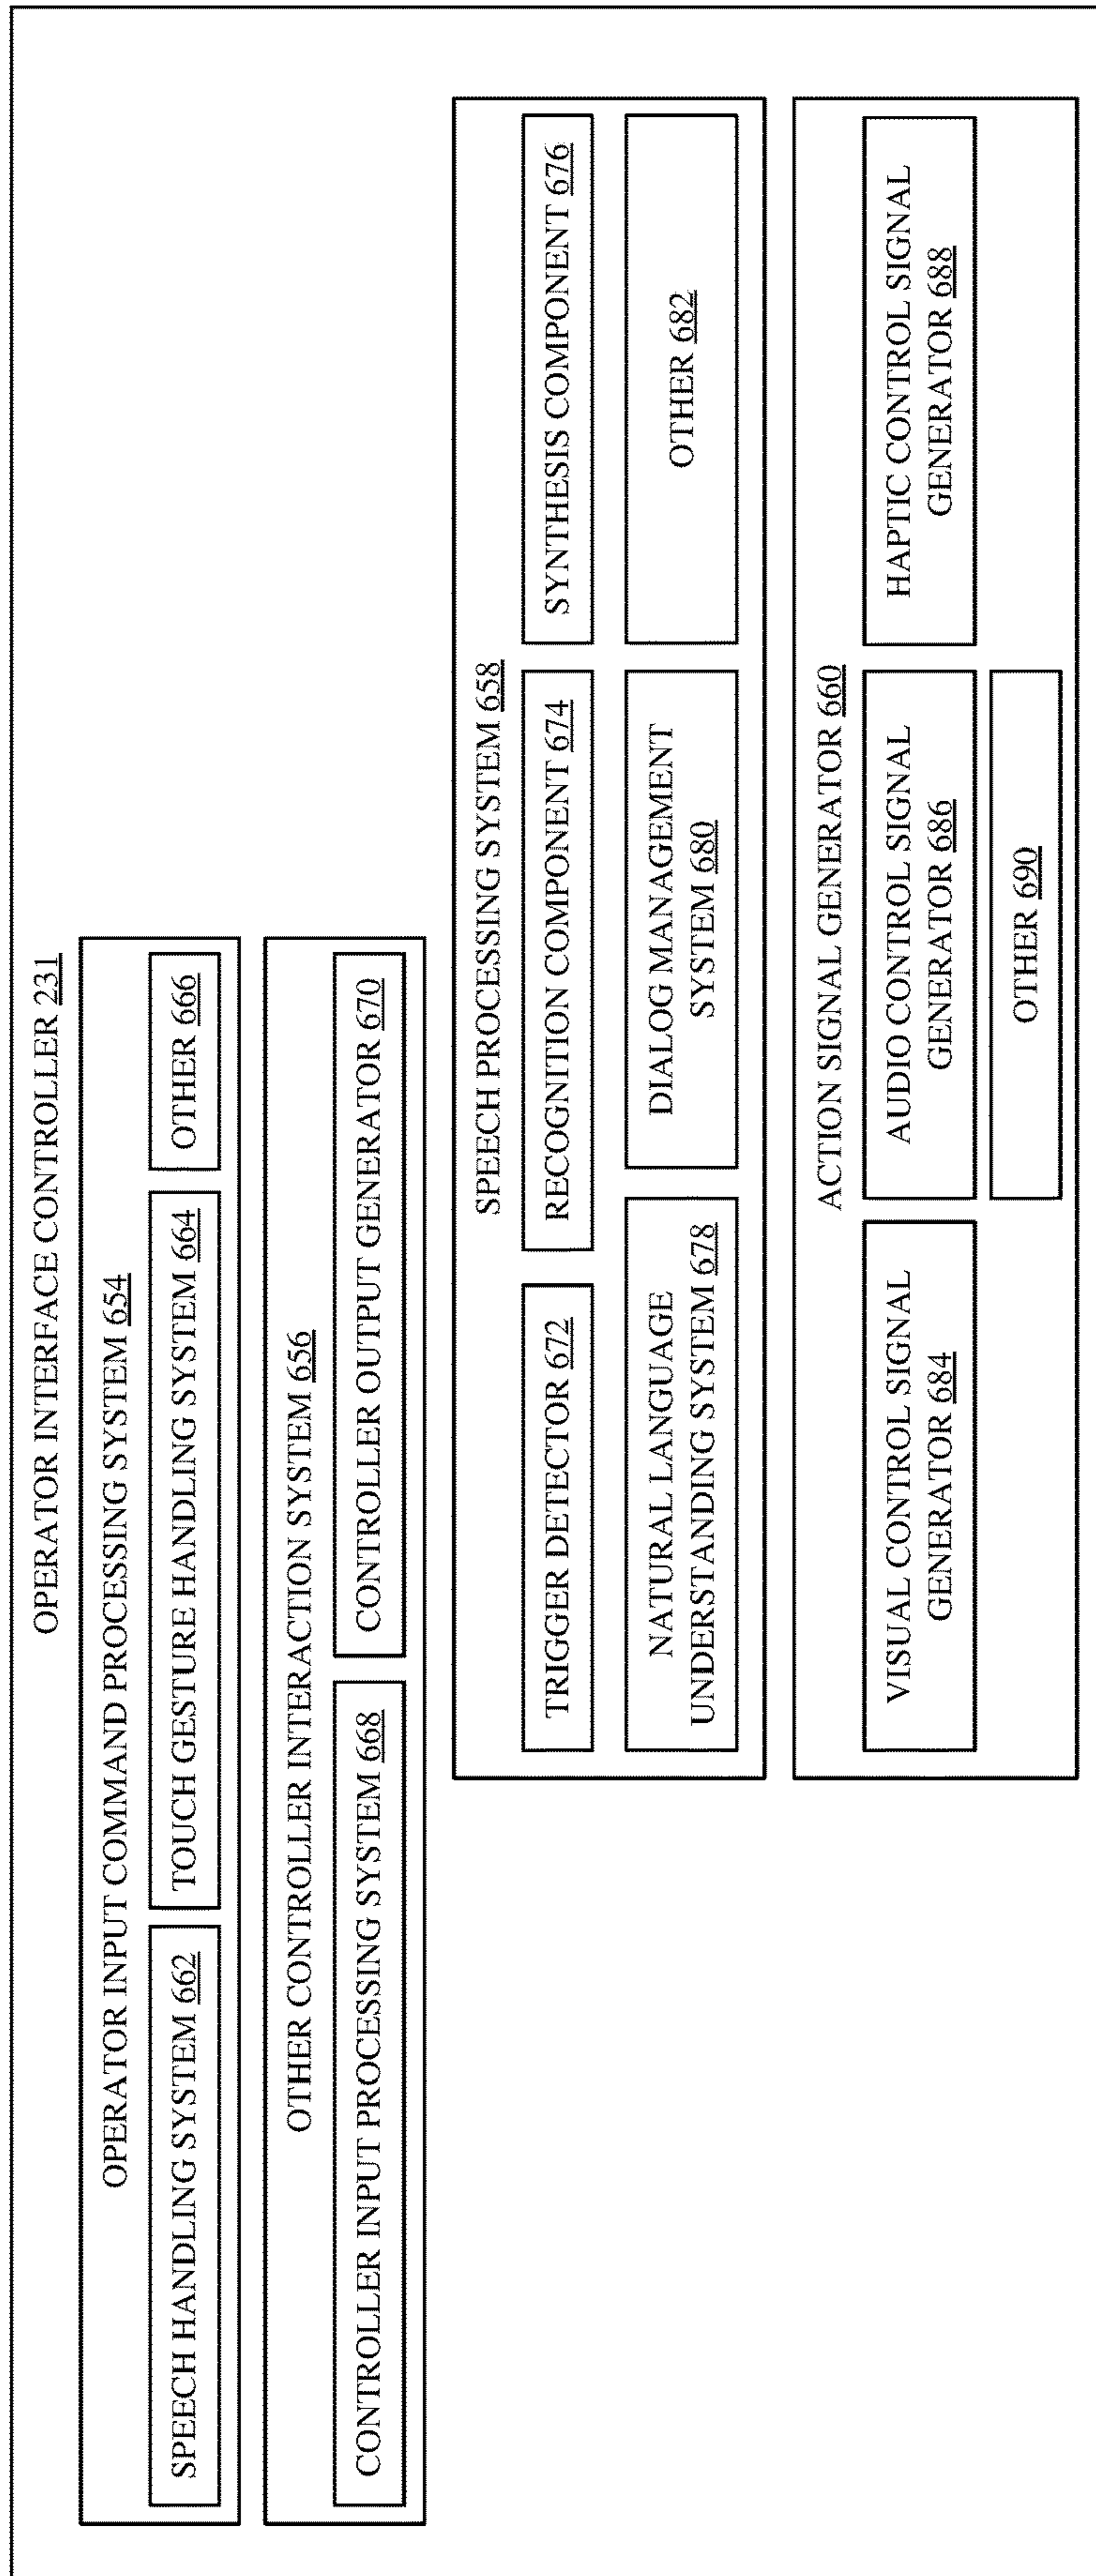 OPERATOR INTERFACE CONTROLLER 231
OPERATOR INPUT COMMAND PROCESSING SYSTEM 654
SPEECH HANDLING SYSTEM 662
TOUCH GESTURE HANDLING SYSTEM 664
OTHER 666
OTHER CONTROLLER INTERACTION SYSTEM 656
CONTROLLER INPUT PROCESSING SYSTEM 668
CONTROLLER OUTPUT GENERATOR 670
SPEECH PROCESSING SYSTEM 658
TRIGGER DETECTOR 672
RECOGNITION COMPONENT 674
SYNTHESIS COMPONENT 676
NATURAL LANGUAGE
UNDERSTANDING SYSTEM 678
DIALOG MANAGEMENT
SYSTEM 680
OTHER 682
ACTION SIGNAL GENERATOR 660
VISUAL CONTROL SIGNAL
GENERATOR 684
AUDIO CONTROL SIGNAL
GENERATOR 686
HAPTIC CONTROL SIGNAL
GENERATOR 688
OTHER 690